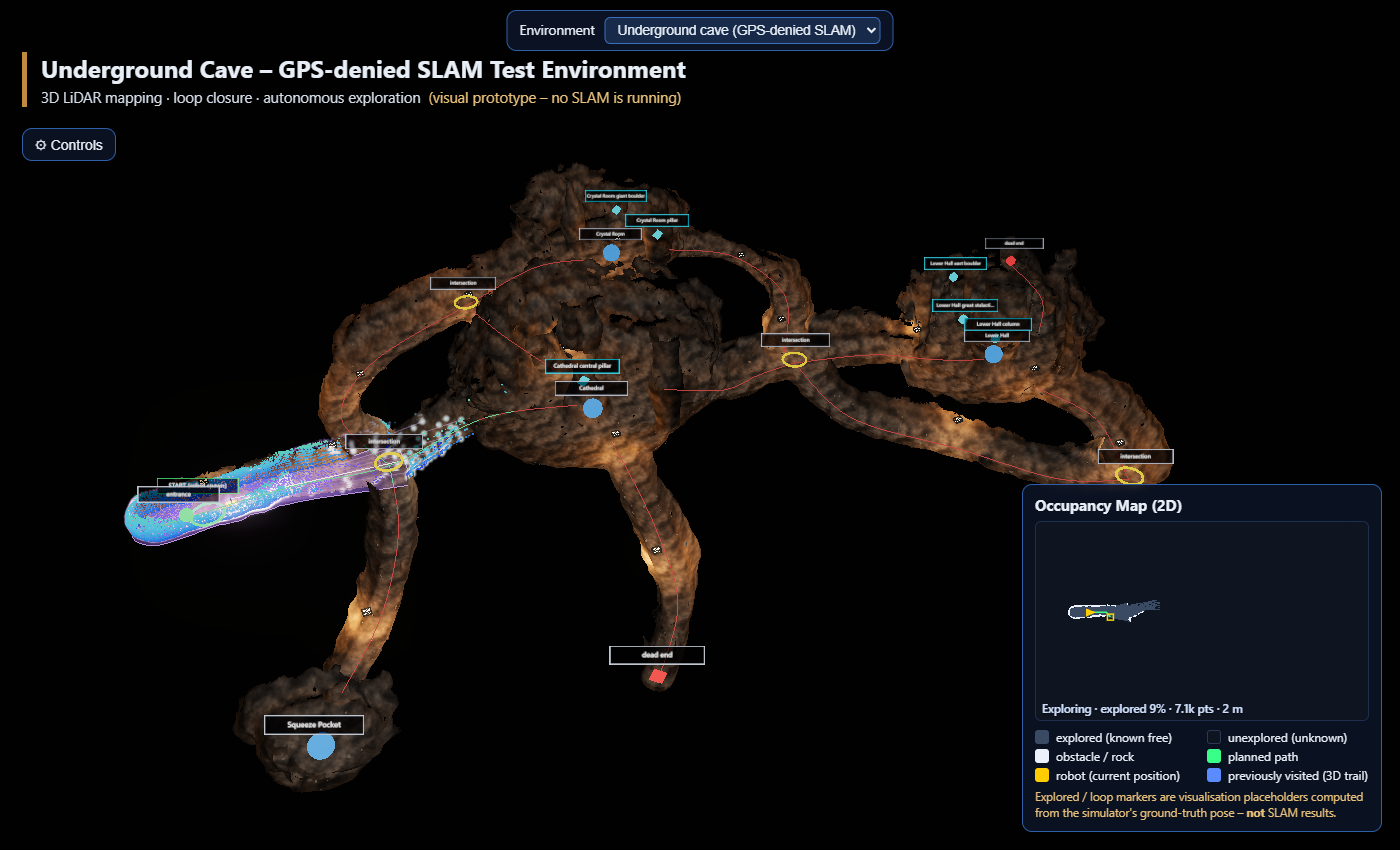 Environment
Underground cave (GPS-denied SLAM)
Underground Cave – GPS-denied SLAM Test Environment
3D LiDAR mapping · loop closure · autonomous exploration (visual prototype – no SLAM is running)
⚙ Controls
Crystal Room giant boulder
Crystal Room pillar
Crystal Room
dead end
Lower Hall east boulder
intersection
Lower Hall great stalacti...
Lower Hall column
Lower Hall
intersection
Cathedral central pillar
Cathedral
intersection
intersection
START
entrance
dead end
Squeeze Pocket
Occupancy Map (2D)
Exploring · explored 9% · 7.1k pts · 2 m
explored (known free)
unexplored (unknown)
obstacle / rock
planned path
robot (current position)
previously visited (3D trail)
Explored / loop markers are visualisation placeholders computed
from the simulator's ground-truth pose – not SLAM results.